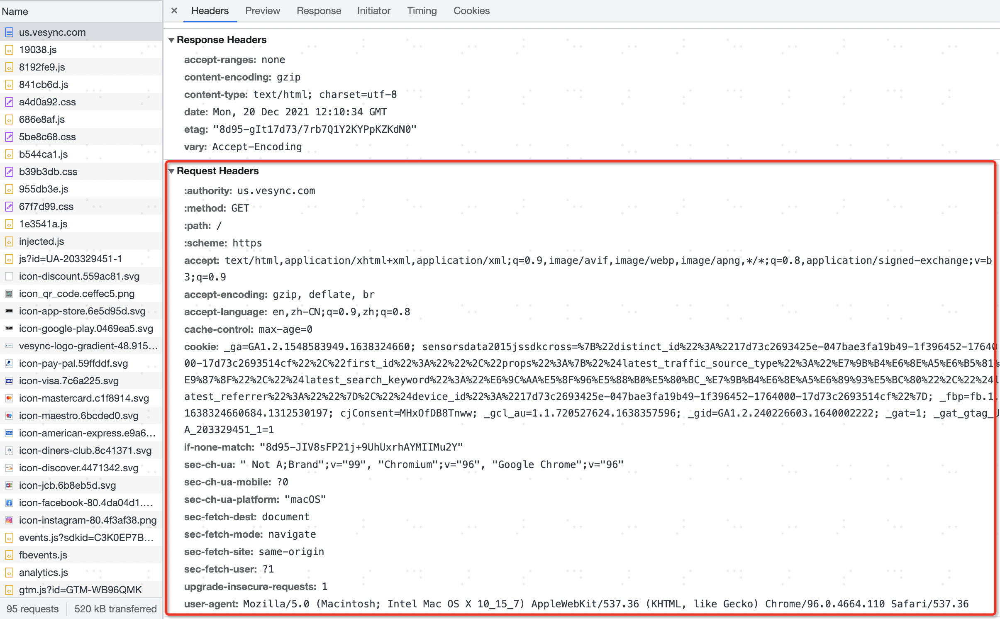 Name
us.vesync.com
19038.js
8192fe9.js
841cb6d.js
a4d0a92.css
686e8af.js
5be8c68.css
b544ca1.js
b39b3db.css
955db3e.js
67f7d99.css
1e3541a.js
injected.js
js?id=UA-203329451-1
icon-discount.559ac81.svg
icon_qr_code.ceffec5.png
icon-app-store.6e5d95d.svg
icon-google-play.0469ea5.svg
vesync-logo-gradient-48.915…
icon-pay-pal.59ffddf.svg
icon-visa.7c6a225.svg
icon-mastercard.c1f8914.svg
icon-maestro.6bcded0.svg
icon-american-express.e9a6…
icon-diners-club.8c41371.svg
icon-discover.4471342.svg
icon-jcb.6b8eb5d.svg
icon-facebook-80.4da04d1.…
icon-instagram-80.4f3af38.png
events.js?sdkid=C3K0EP7B…
fbevents.js
analytics.js
gtm.js?id=GTM-WB96QMK
95 requests 520 kB transferred
× Headers Preview Response Initiator Timing Cookies
Response Headers
accept-ranges: none
content-encoding: gzip
content-type: text/html; charset=utf-8
date: Mon, 20 Dec 2021 12:10:34 GMT
etag: "8d95-gIt17d73/7rb7Q1Y2KYPpKZKdN0"
vary: Accept-Encoding
Request Headers
:authority: us.vesync.com
:method: GET
:path: /
:scheme: https
accept: text/html,application/xhtml+xml,application/xml;q=0.9,image/avif,image/webp,image/apng,*/*;q=0.8,application/signed-exchange;v=b
3;q=0.9
accept-encoding: gzip, deflate, br
accept-language: en,zh-CN;q=0.9,zh;q=0.8
cache-control: max-age=0
cookie: _ga=GA1.2.1548583949.1638324660; sensorsdata2015jssdkcross=%7B%22distinct_id%22%3A%2217d73c2693425e-047bae3fa19b49-1f396452-17640
00-17d73c2693514cf%22%2C%22first_id%22%3A%22%22%2C%22props%22%3A%7B%22%24latest_traffic_source_type%22%3A%22%E7%9B%B4%E6%8E%A5%E6%B5%81%
E9%87%8F%22%2C%22%24latest_search_keyword%22%3A%22%E6%9C%AA%E5%8F%96%E5%88%B0%E5%80%BC_%E7%9B%B4%E6%8E%A5%E6%89%93%E5%BC%80%22%2C%22%24l
atest_referrer%22%3A%22%22%7D%2C%22%24device_id%22%3A%2217d73c2693425e-047bae3fa19b49-1f396452-1764000-17d73c2693514cf%22%7D; _fbp=fb.1.
1638324660684.1312530197; cjConsent=MHxOfDB8Tnww; _gcl_au=1.1.720527624.1638357596; _gid=GA1.2.240226603.1640002222; _gat=1; _gat_gtag_U
A_203329451_1=1
if-none-match: "8d95-JIV8sFP21j+9UhUxrhAYMIIMu2Y"
sec-ch-ua: " Not A;Brand";v="99", "Chromium";v="96", "Google Chrome";v="96"
sec-ch-ua-mobile: ?0
sec-ch-ua-platform: "macOS"
sec-fetch-dest: document
sec-fetch-mode: navigate
sec-fetch-site: same-origin
sec-fetch-user: ?1
upgrade-insecure-requests: 1
user-agent: Mozilla/5.0 (Macintosh; Intel Mac OS X 10_15_7) AppleWebKit/537.36 (KHTML, like Gecko) Chrome/96.0.4664.110 Safari/537.36